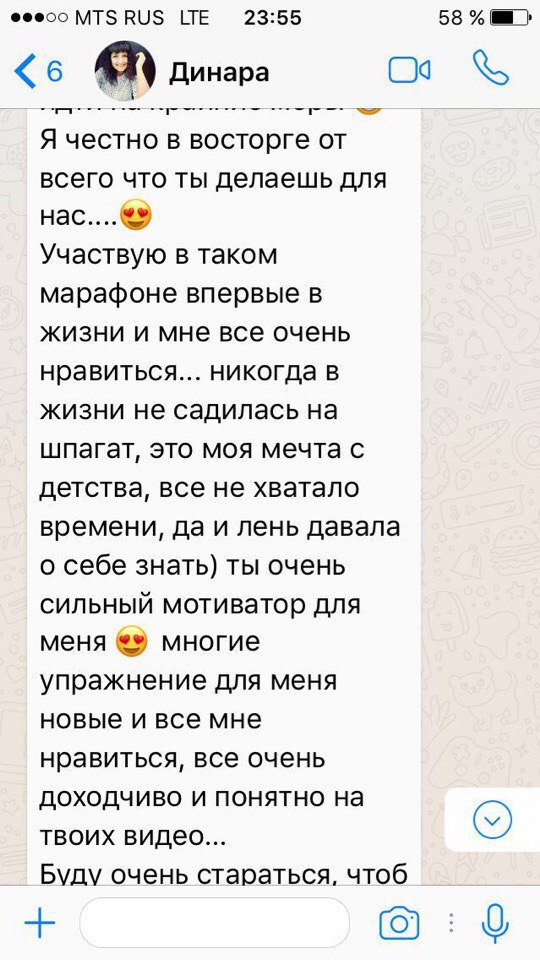 MTS RUS LTE 23:55 58 %
6 Динара
Я честно в восторге от
всего что ты делаешь для
нас....😍
Участвую в таком
марафоне впервые в
жизни и мне все очень
нравиться... никогда в
жизни не садилась на
шпагат, это моя мечта с
детства, все не хватало
времени, да и лень давала
о себе знать) ты очень
сильный мотиватор для
меня 😍 многие
упражнение для меня
новые и все мне
нравиться, все очень
доходчиво и понятно на
твоих видео...
Буду очень стараться, чтоб